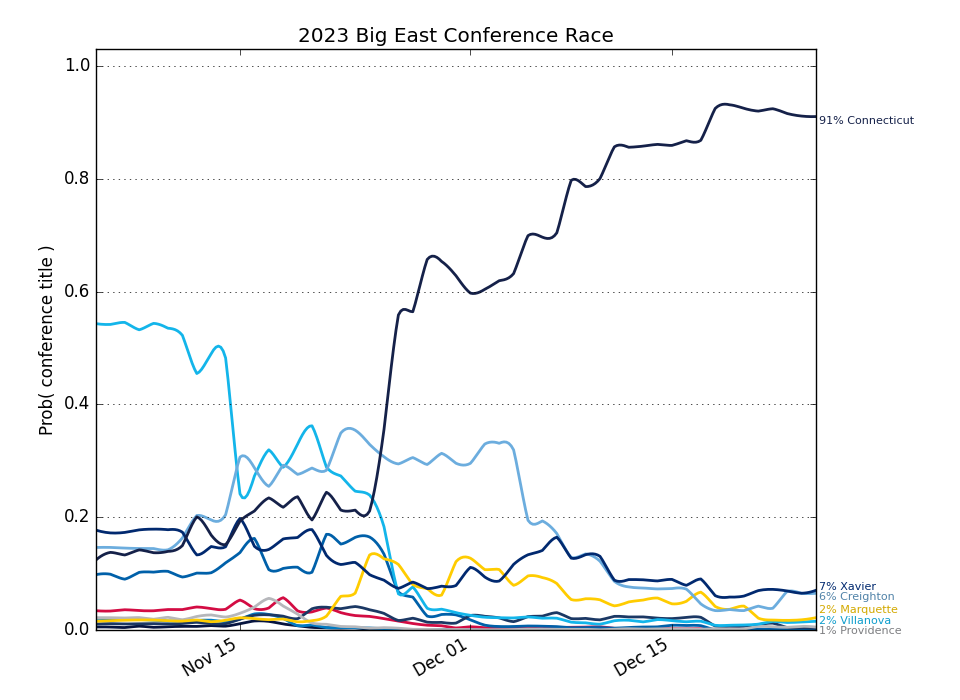 2023 Big East Conference Race
1.0
0.8
0.6
0.4
0.2
0.0
Prob( conference title )
Nov 15
Dec 01
Dec 15
91% Connecticut
7% Xavier
6% Creighton
2% Marquette
2% Villanova
1% Providence